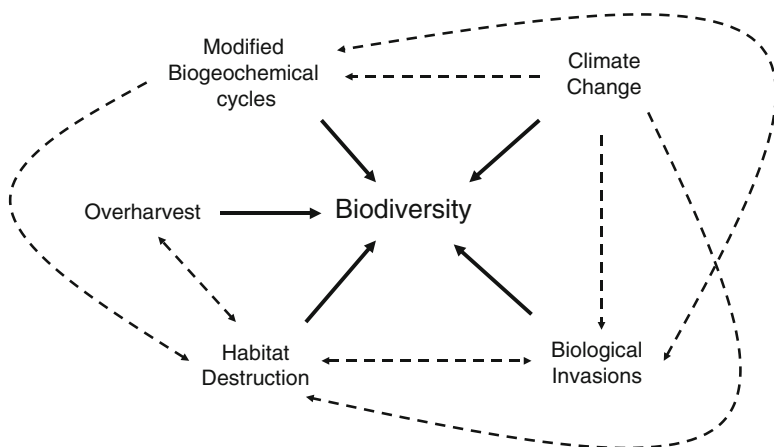 Modified
Biogeochemical
cycles
Climate
Change
Overharvest
Biodiversity
Habitat
Destruction
Biological
Invasions